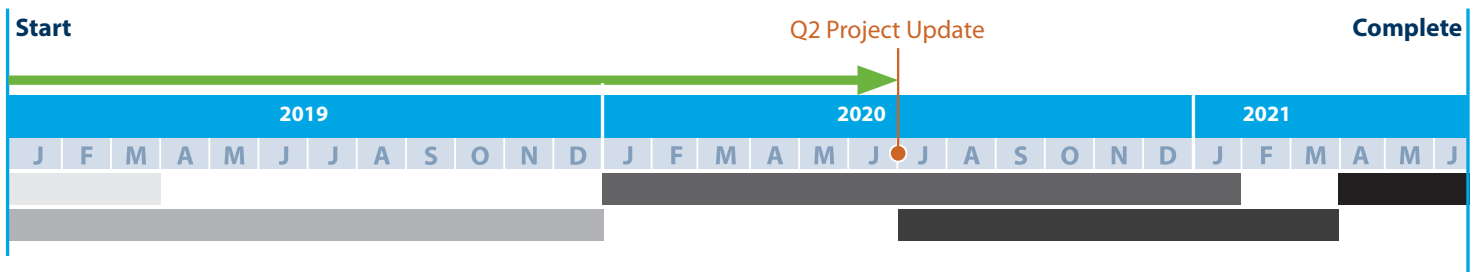 Start
Q2 Project Update
Complete
2019 2020 2021
J F M A M J J A S O N D J F M A M J J A S O N D J F M A M J